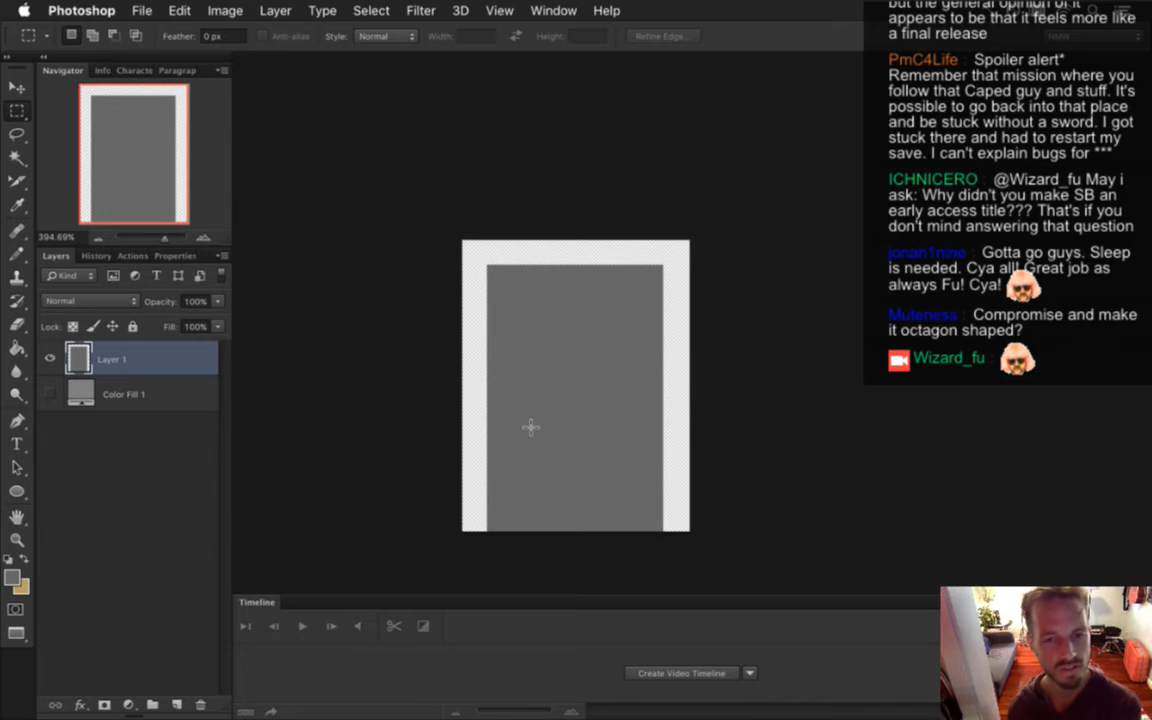 Photoshop File Edit Image Layer Type Select Filter 3D View Window Help
Feather: 0 px Anti-alias Style: Normal Width: Height: Refine Edge...
Navigator Info Characte Paragrap
394.69%
Layers History Actions Properties
Kind
Normal Opacity: 100%
Lock: Fill: 100%
Layer 1
Color Fill 1
Timeline
Create Video Timeline
but the general opinion of it
appears to be that it feels more like
a final release
PmC4Life : Spoiler alert*
Remember that mission where you
follow that Caped guy and stuff. It's
possible to go back into that place
and be stuck without a sword. I got
stuck there and had to restart my
save. I can't explain bugs for ***
ICHNICERO : @Wizard_fu May i
ask: Why didn't you make SB an
early access title??? That's if you
don't mind answering that question
jonah1nine : Gotta go guys. Sleep
is needed. Cya all! Great job as
always Fu! Cya!
Muteness : Compromise and make
it octagon shaped?
Wizard_fu :